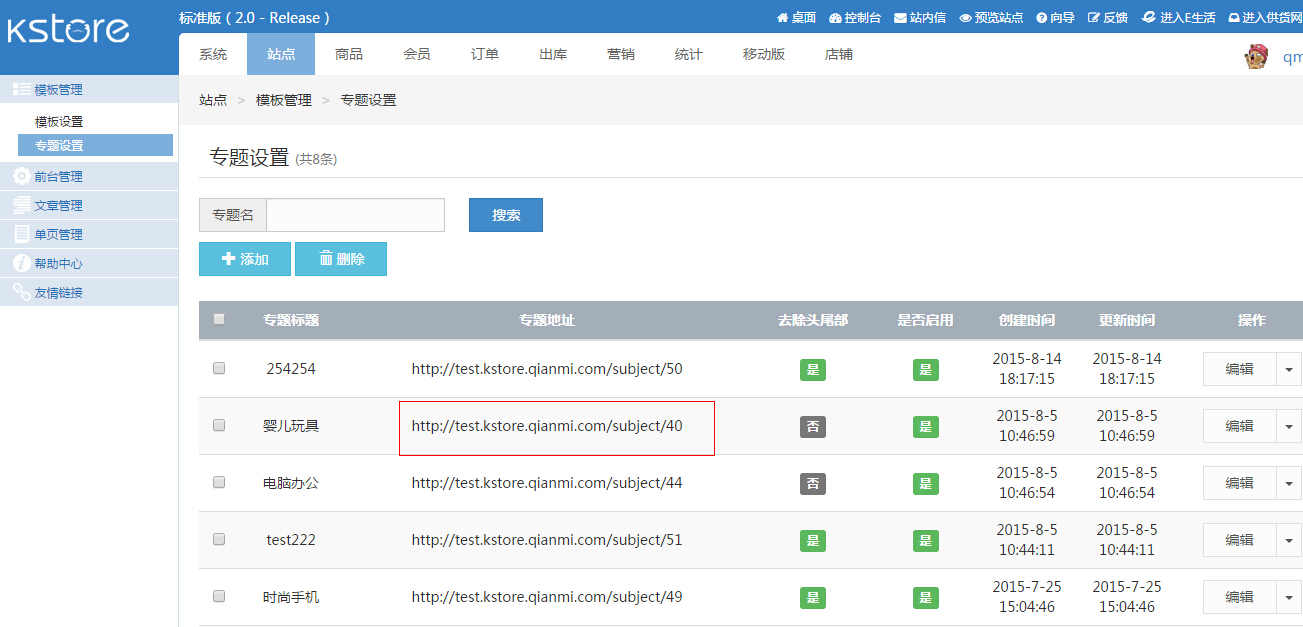 kstore
标准版 ( 2.0 - Release )
桌面 控制台 站内信 预览站点 向导 反馈 进入E生活 进入供货网
系统 站点 商品 会员 订单 出库 营销 统计 移动版 店铺
qm
模板管理
模板设置
专题设置
前台管理
文章管理
单页管理
帮助中心
友情链接
站点 > 模板管理 > 专题设置
专题设置 (共8条)
专题名
搜索
添加 删除
专题标题 专题地址 去除头尾部 是否启用 创建时间 更新时间 操作
254254 http://test.kstore.qianmi.com/subject/50 是 是 2015-8-14 18:17:15 2015-8-14 18:17:15 编辑
婴儿玩具 http://test.kstore.qianmi.com/subject/40 否 是 2015-8-5 10:46:59 2015-8-5 10:46:59 编辑
电脑办公 http://test.kstore.qianmi.com/subject/44 否 是 2015-8-5 10:46:54 2015-8-5 10:46:54 编辑
test222 http://test.kstore.qianmi.com/subject/51 是 是 2015-8-5 10:44:11 2015-8-5 10:44:11 编辑
时尚手机 http://test.kstore.qianmi.com/subject/49 是 是 2015-7-25 15:04:46 2015-7-25 15:04:46 编辑